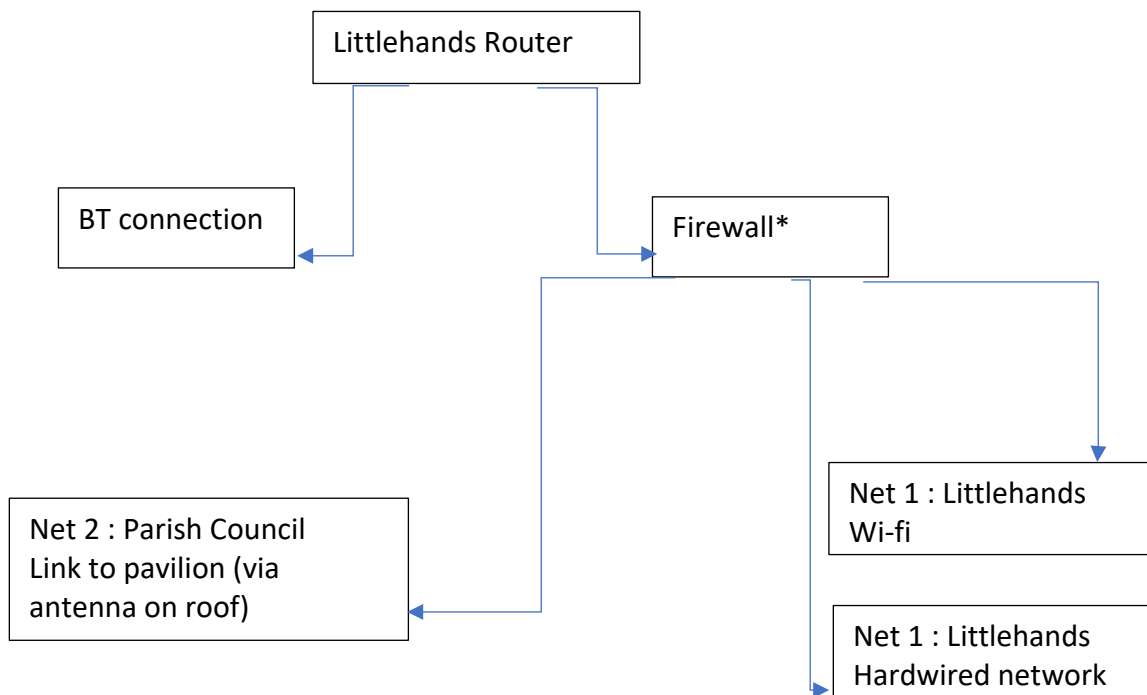 Littlehands Router
BT connection
Firewall*
Net 1 : Littlehands
Wi-fi
Net 2 : Parish Council
Link to pavilion (via
antenna on roof)
Net 1 : Littlehands
Hardwired network